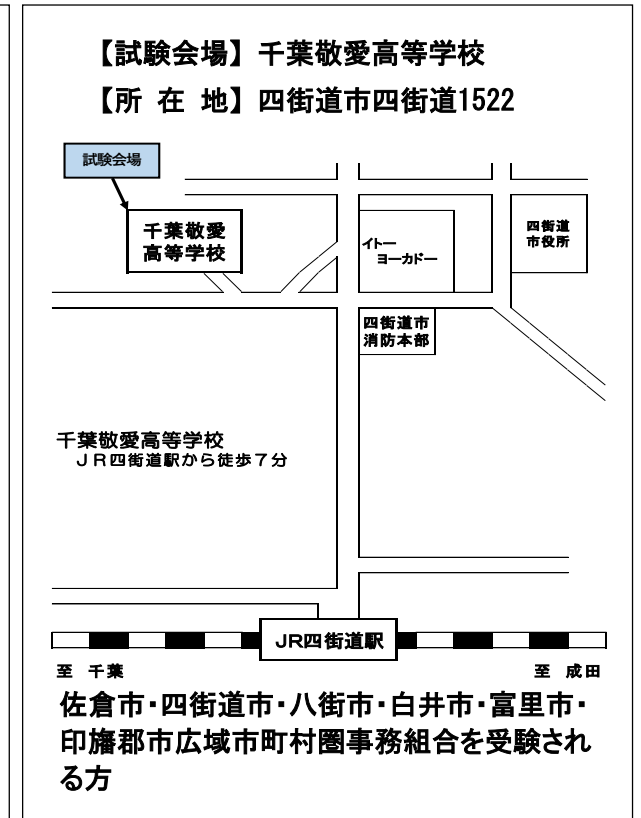 【試験会場】千葉敬愛高等学校
【所 在 地】四街道市四街道1522
試験会場
千葉敬愛
高等学校
イトー
ヨーカドー
四街道
市役所
四街道市
消防本部
千葉敬愛高等学校
ＪＲ四街道駅から徒歩７分
JR四街道駅
至 千葉
至 成田
佐倉市・四街道市・八街市・白井市・富里市・
印旛郡市広域市町村圏事務組合を受験され
る方